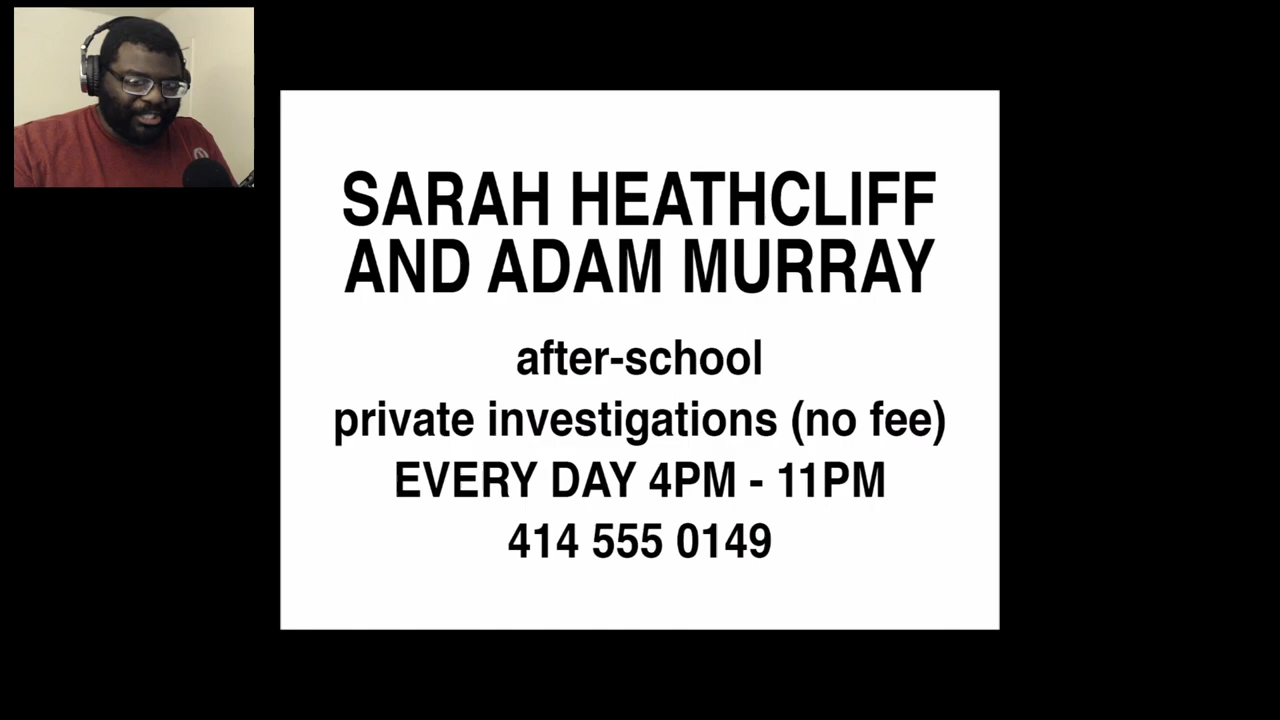 SARAH HEATHCLIFF
AND ADAM MURRAY
after-school
private investigations (no fee)
EVERY DAY 4PM - 11PM
414 555 0149